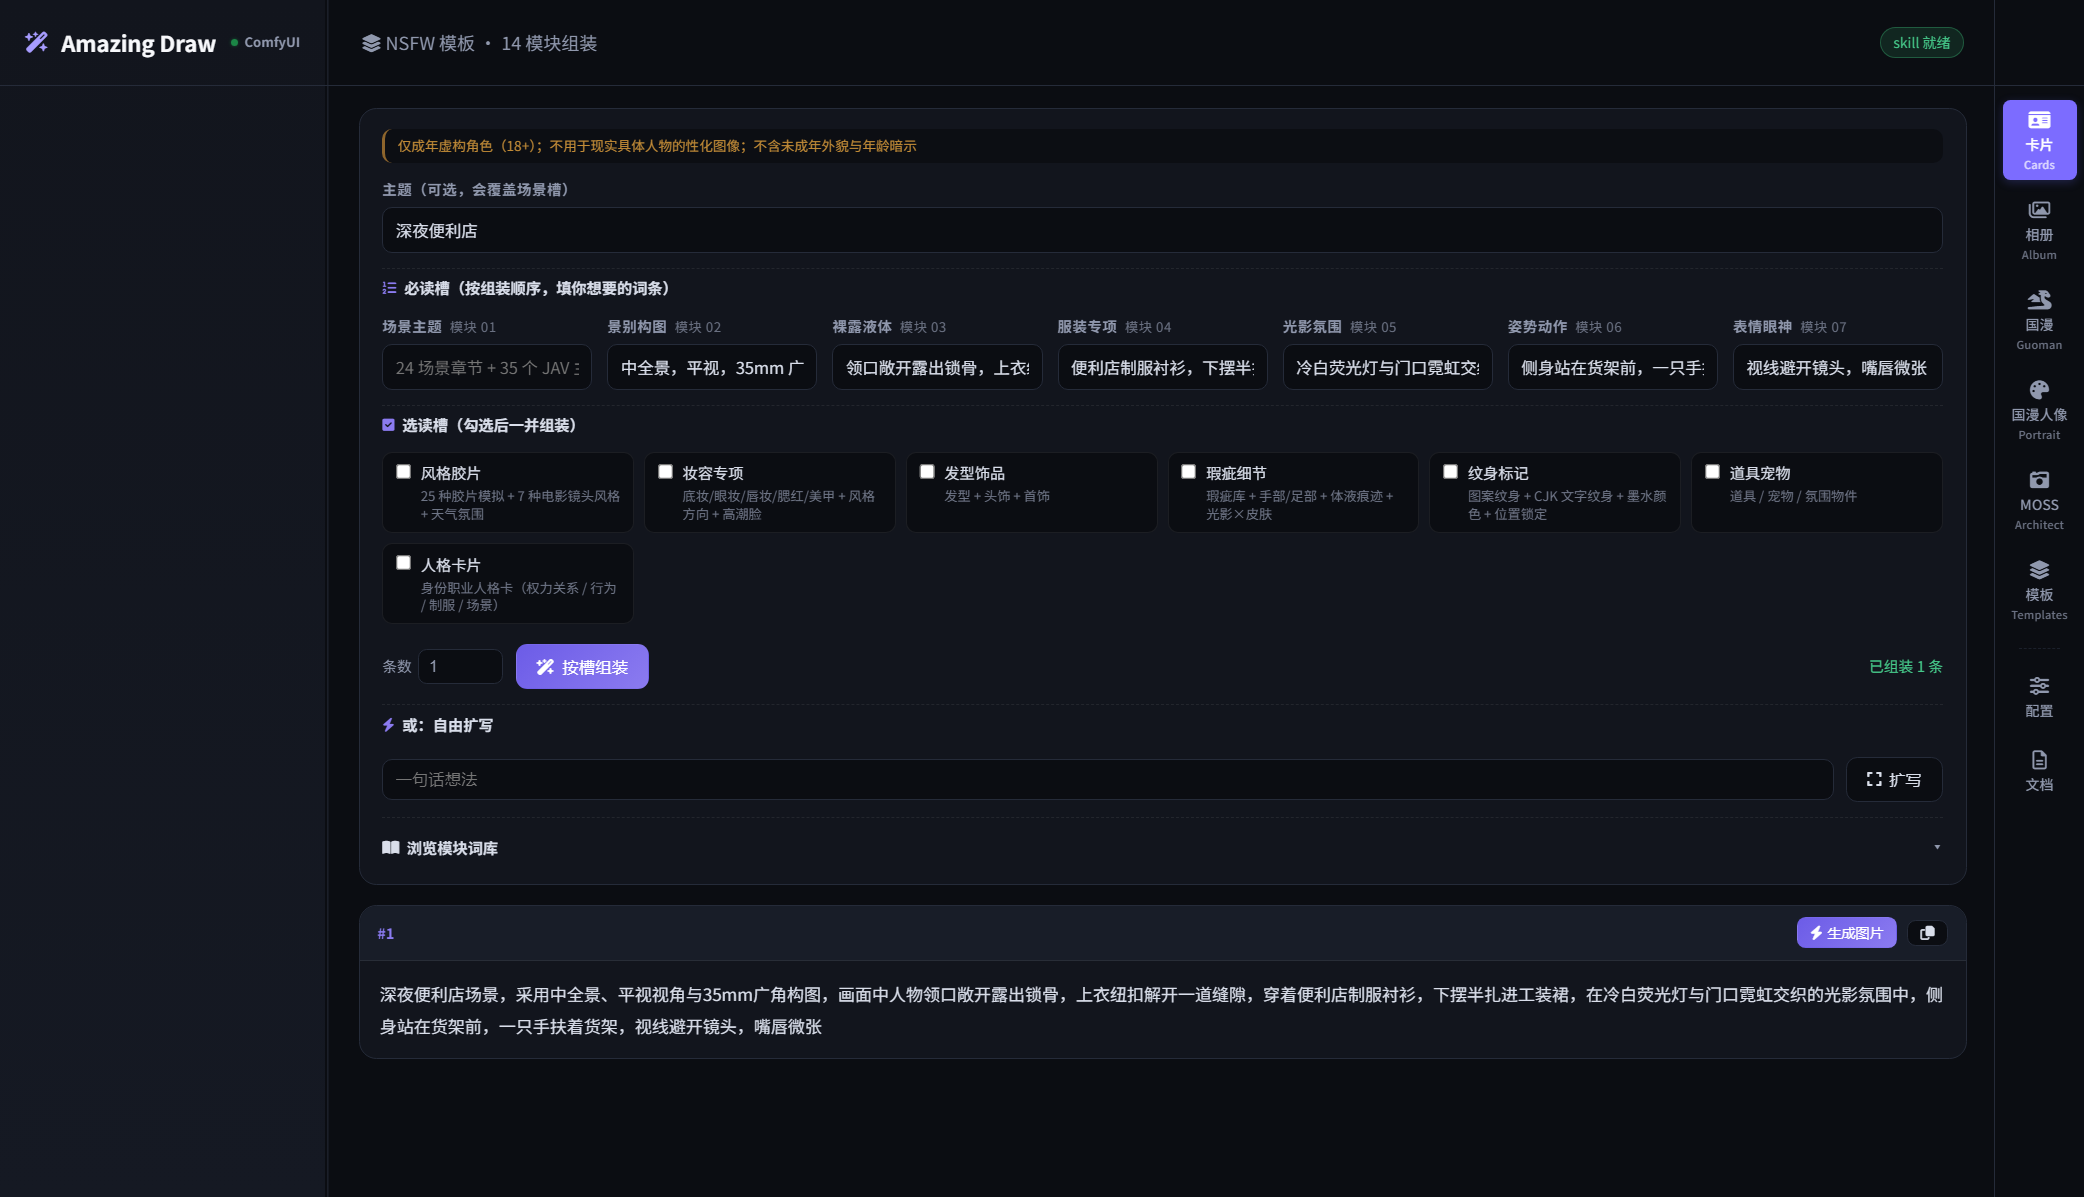 Amazing Draw
ComfyUI
NSFW 模板 • 14 模块组装
skill 就绪
仅成年虚构角色（18+）；不用于现实具体人物的性化图像；不含未成年外貌与年龄暗示
主题（可选，会覆盖场景槽）
深夜便利店
必读槽（按组装顺序，填你想要的词条）
场景主题 模块 01
景别构图 模块 02
裸露液体 模块 03
服装专项 模块 04
光影氛围 模块 05
姿势动作 模块 06
表情眼神 模块 07
24 场景章节 + 35 个 JAV
中全景，平视，35mm 广
领口敞开露出锁骨，上衣
便利店制服衬衫，下摆半
冷白荧光灯与门口霓虹交
侧身站在货架前，一只手
视线避开镜头，嘴唇微张
选读槽（勾选后一并组装）
风格胶片
25 种胶片模拟 + 7 种电影镜头风格
+ 天气氛围
妆容专项
底妆/眼妆/唇妆/腮红/美甲 + 风格
方向 + 高潮脸
发型饰品
发型 + 头饰 + 首饰
瑕疵细节
瑕疵库 + 手部/足部 + 体液痕迹 +
光影×皮肤
纹身标记
图案纹身 + CJK 文字纹身 + 墨水颜
色 + 位置锁定
道具宠物
道具 / 宠物 / 氛围物件
人格卡片
身份职业人格卡（权力关系 / 行为
/ 制服 / 场景）
条数
1
按槽组装
已组装 1 条
或：自由扩写
一句话想法
扩写
浏览模块词库
#1
生成图片
深夜便利店场景，采用中全景、平视视角与35mm广角构图，画面中人物领口敞开露出锁骨，上衣纽扣解开一道缝隙，穿着便利店制服衬衫，下摆半扎进工装裙，在冷白荧光灯与门口霓虹交织的光影氛围中，侧
身站在货架前，一只手扶着货架，视线避开镜头，嘴唇微张
卡片
Cards
相册
Album
国漫
Guoman
国漫人像
Portrait
MOSS
Architect
模板
Templates
配置
文档